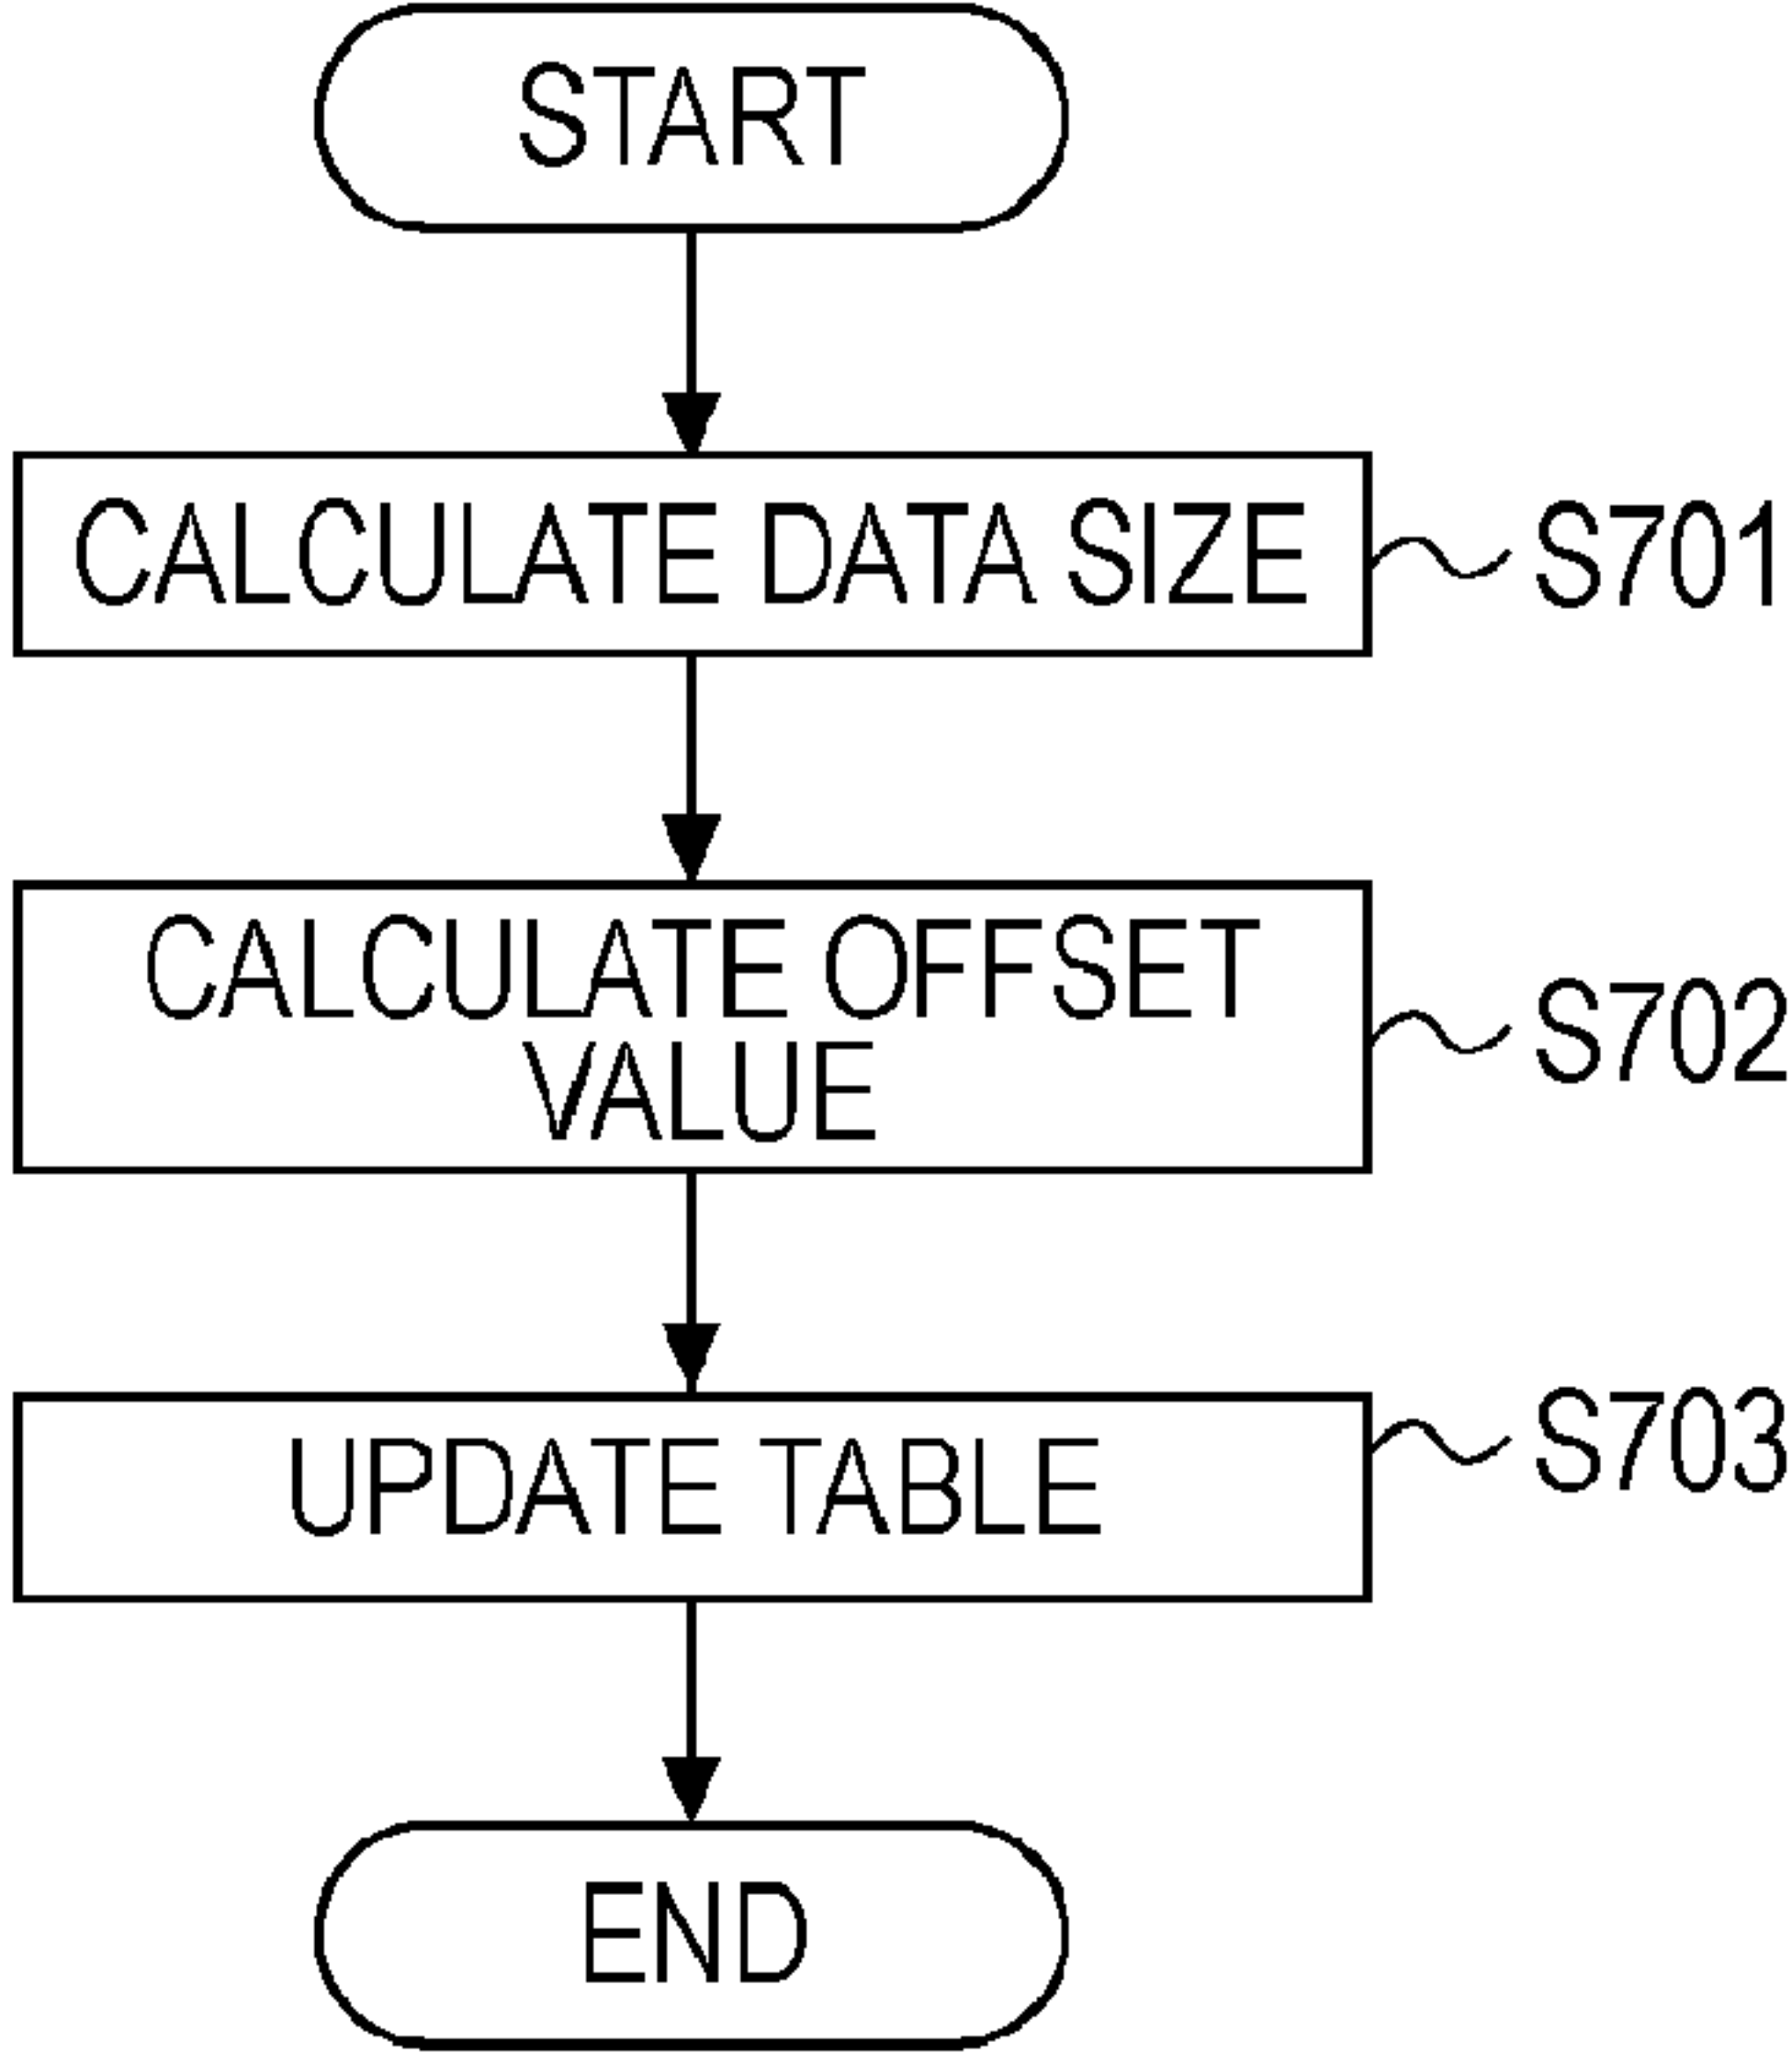 START
CALCULATE DATA SIZE
S701
CALCULATE OFFSET
VALUE
S702
UPDATE TABLE
S703
END